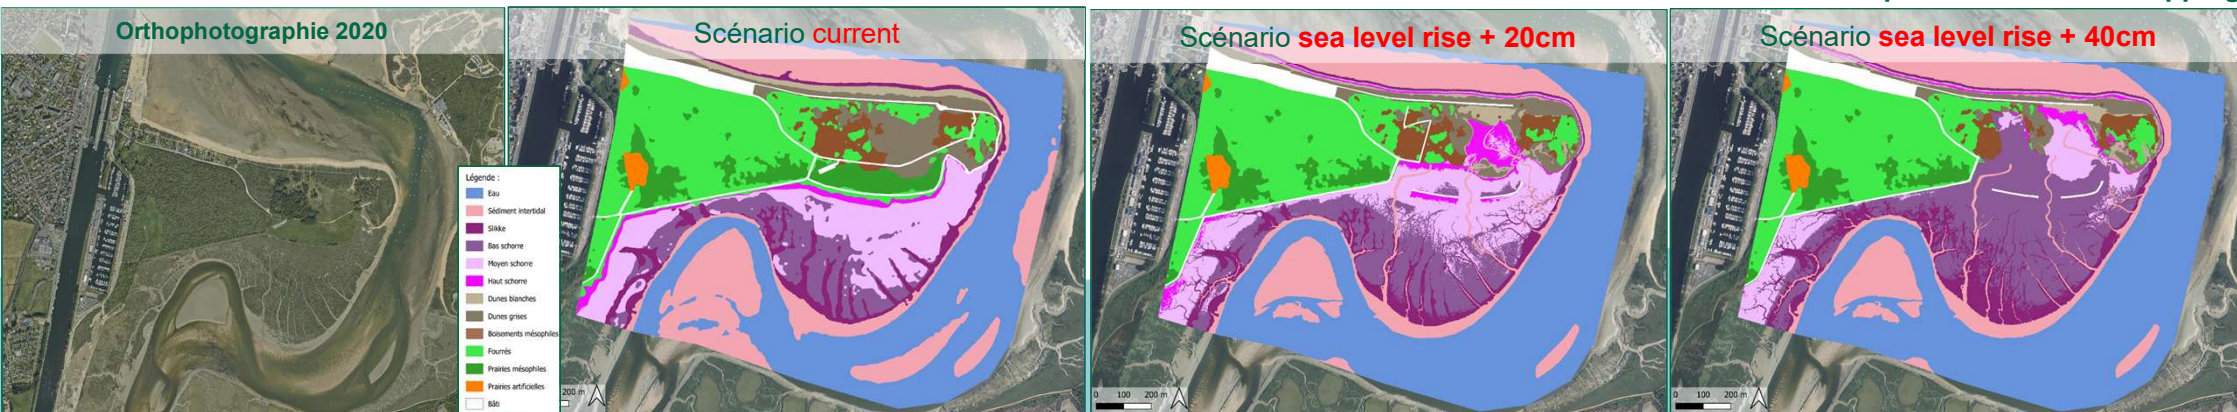 Orthophotographie 2020
Scénario current
Scénario sea level rise + 20cm
Scénario sea level rise + 40cm
Légende :
Eau
Sédiment intertidal
Slikke
Bas schorre
Moyen schorre
Haut schorre
Dunes blanches
Dunes grises
Boisements mésophiles
Fourrés
Prairies mésophiles
Prairies artificielles
Bâti
200 m
0 100 200 m
0 100 200 m